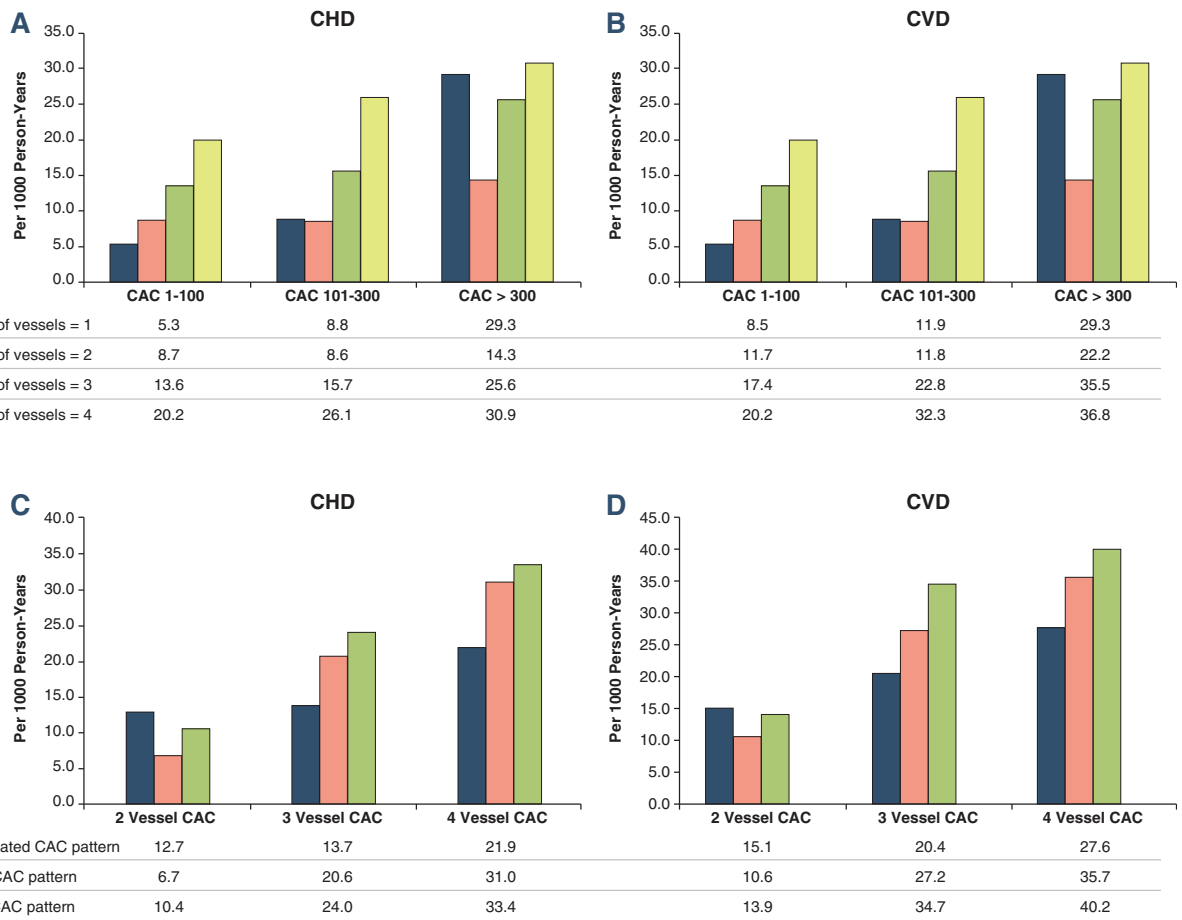 A CHD
35.0
30.0
25.0
20.0
15.0
10.0
5.0
0.0
Per 1000 Person-Years
CAC 1-100 CAC 101-300 CAC > 300
B CVD
35.0
30.0
25.0
20.0
15.0
10.0
5.0
0.0
Per 1000 Person-Years
CAC 1-100 CAC 101-300 CAC > 300
of vessels = 1 5.3 8.8 29.3 8.5 11.9 29.3
of vessels = 2 8.7 8.6 14.3 11.7 11.8 22.2
of vessels = 3 13.6 15.7 25.6 17.4 22.8 35.5
of vessels = 4 20.2 26.1 30.9 20.2 32.3 36.8
C CHD
40.0
35.0
30.0
25.0
20.0
15.0
10.0
5.0
0.0
Per 1000 Person-Years
2 Vessel CAC 3 Vessel CAC 4 Vessel CAC
D CVD
45.0
40.0
35.0
30.0
25.0
20.0
15.0
10.0
5.0
0.0
Per 1000 Person-Years
2 Vessel CAC 3 Vessel CAC 4 Vessel CAC
ated CAC pattern 12.7 13.7 21.9 15.1 20.4 27.6
CAC pattern 6.7 20.6 31.0 10.6 27.2 35.7
CAC pattern 10.4 24.0 33.4 13.9 34.7 40.2